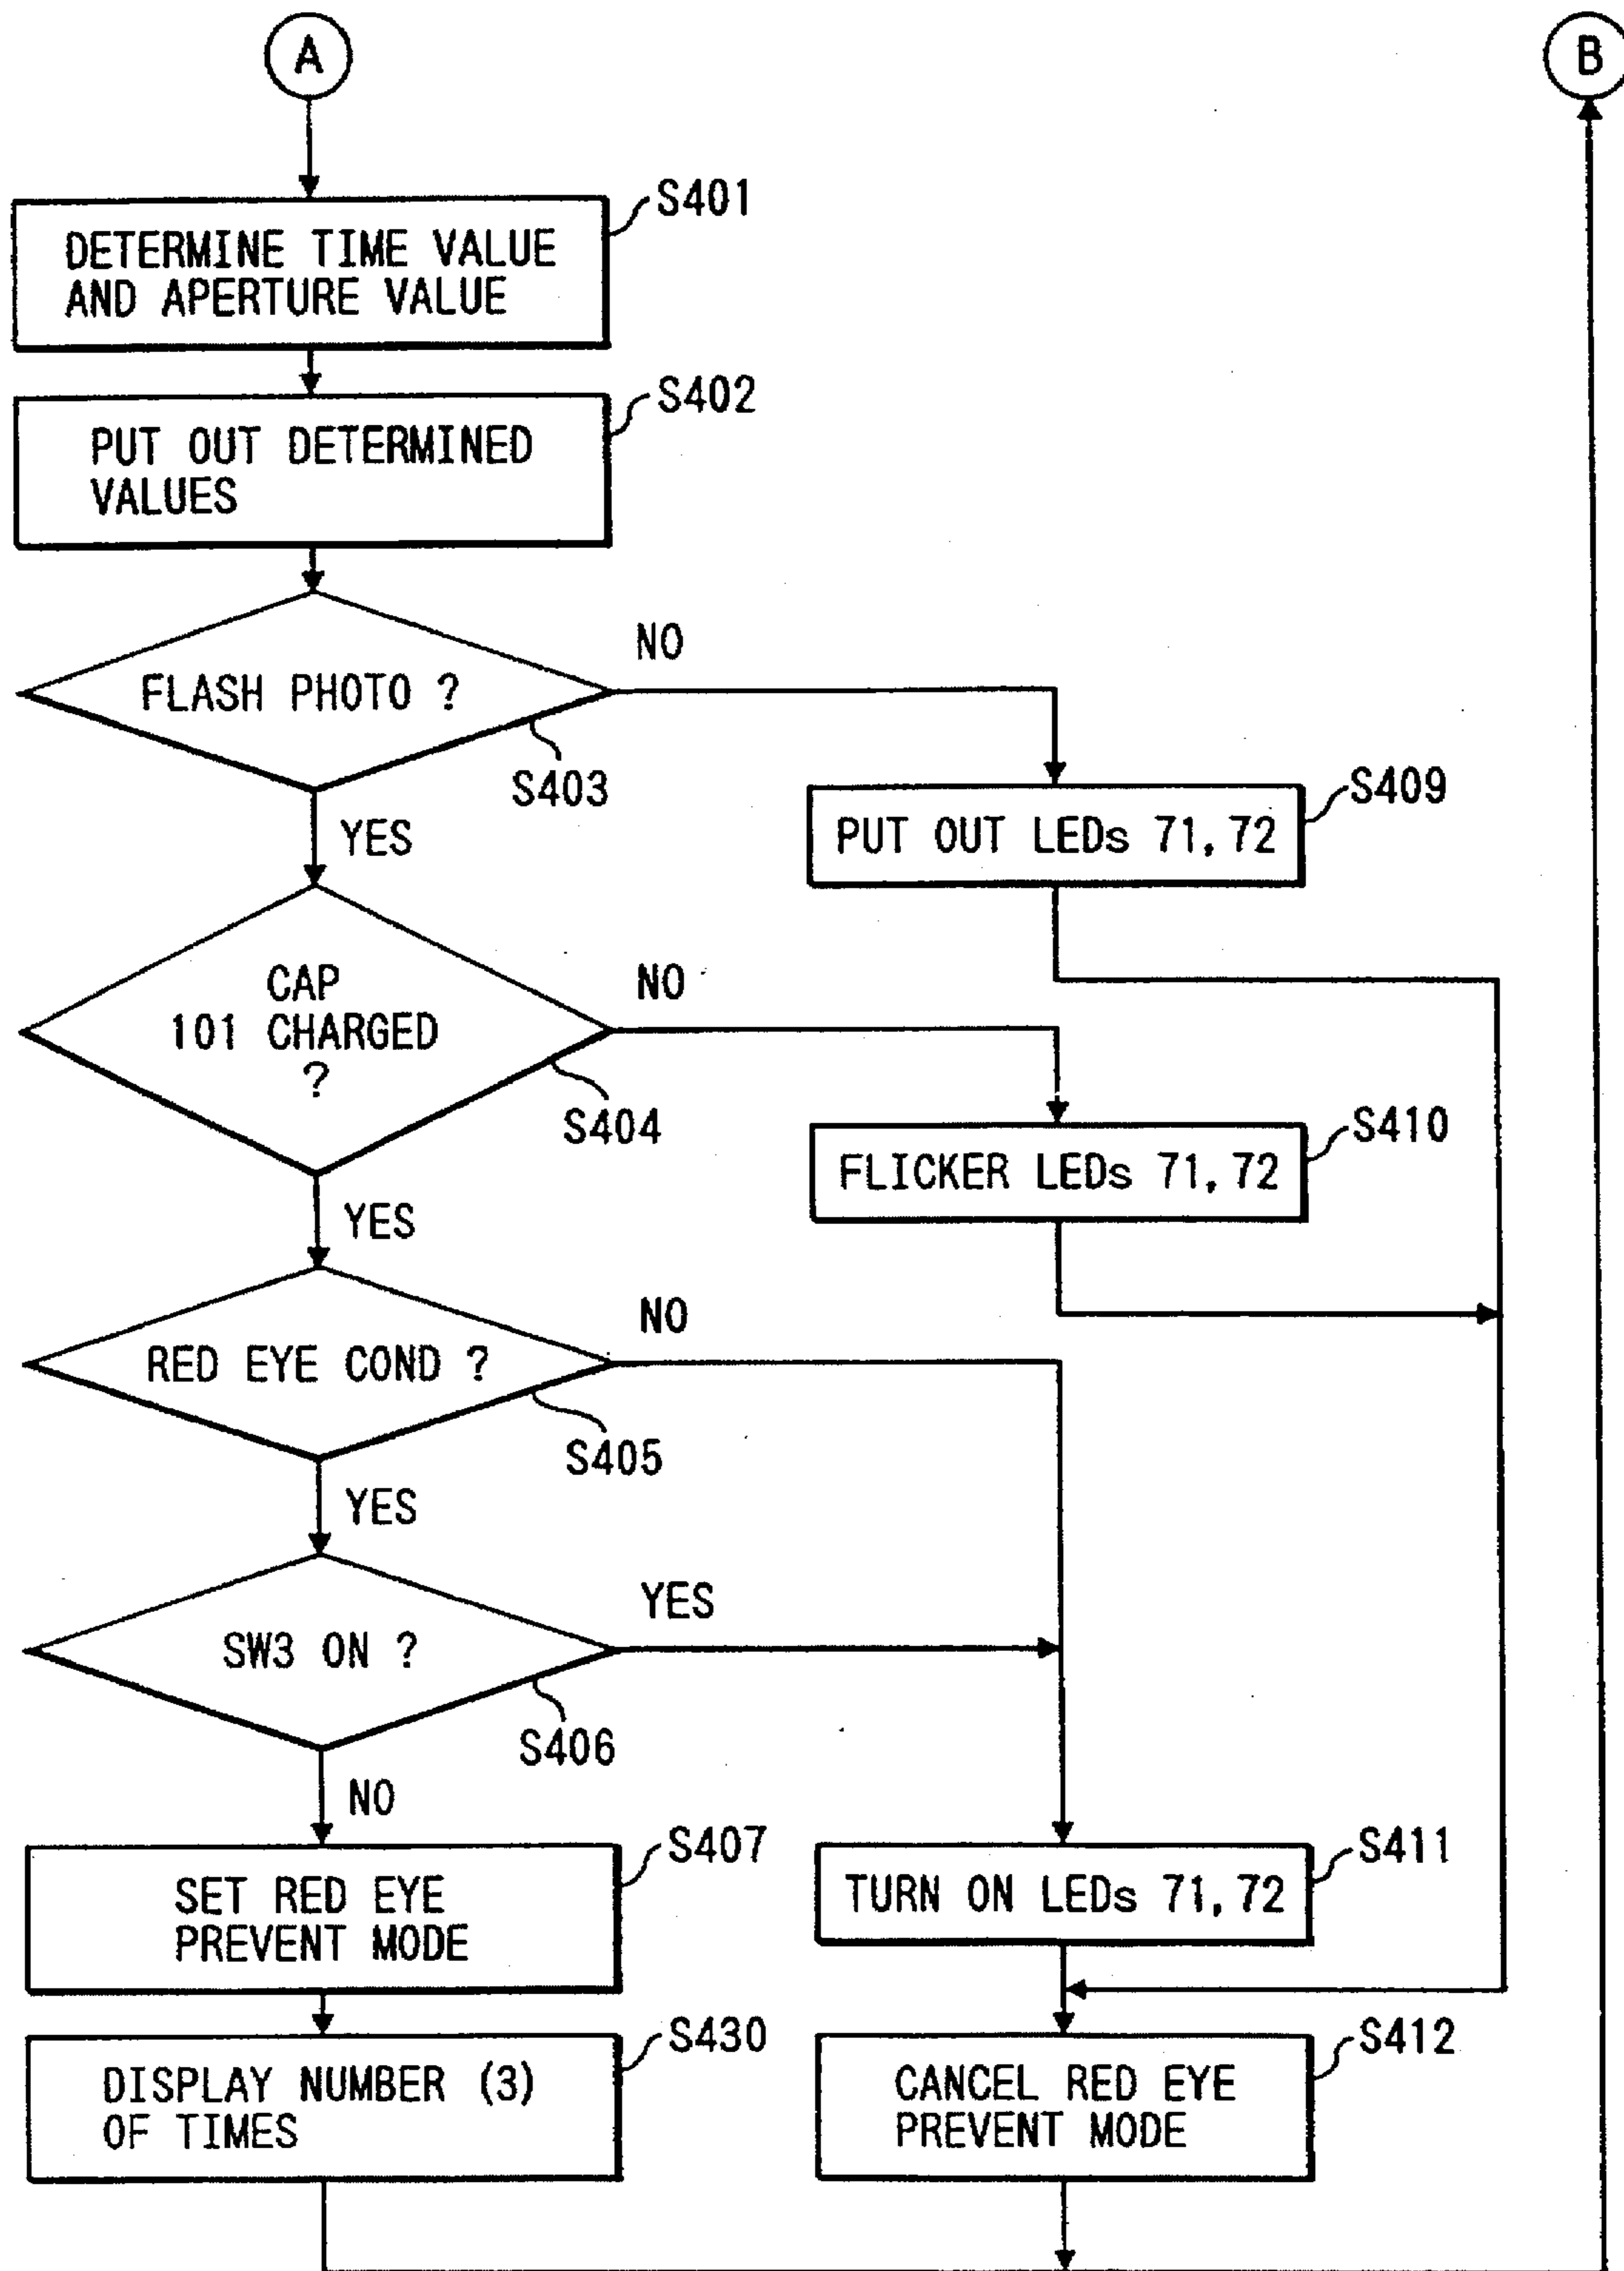 A
B
S401
DETERMINE TIME VALUE
AND APERTURE VALUE
S402
PUT OUT DETERMINED
VALUES
FLASH PHOTO ?
NO
S403
YES
S409
PUT OUT LEDs 71, 72
CAP
101 CHARGED
?
NO
S404
YES
S410
FLICKER LEDs 71, 72
RED EYE COND ?
NO
S405
YES
SW3 ON ?
YES
S406
NO
S407
SET RED EYE
PREVENT MODE
S411
TURN ON LEDs 71, 72
S430
DISPLAY NUMBER (3)
OF TIMES
S412
CANCEL RED EYE
PREVENT MODE